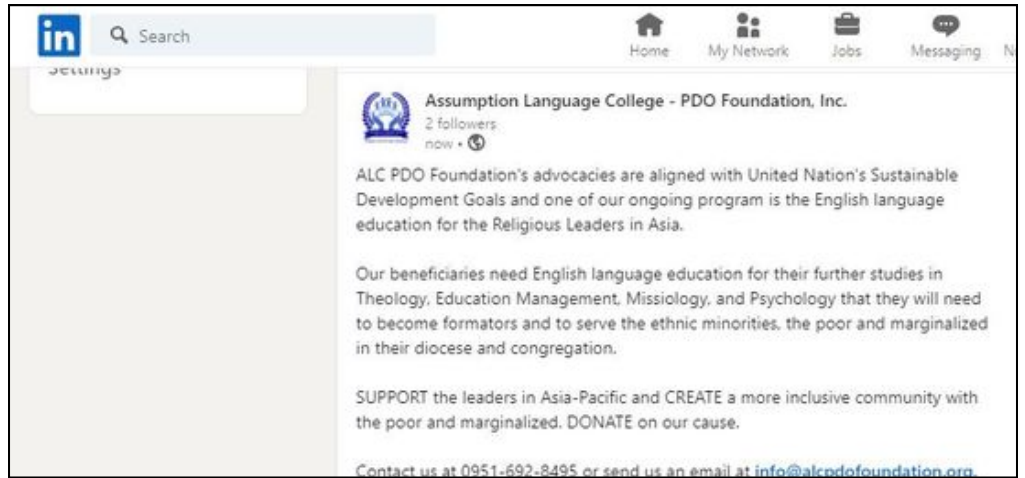 in
Search
Home
My Network
Jobs
Messaging
Settings
Assumption Language College - PDO Foundation, Inc.
2 followers
now •
ALC PDO Foundation's advocacies are aligned with United Nation's Sustainable
Development Goals and one of our ongoing program is the English language
education for the Religious Leaders in Asia.
Our beneficiaries need English language education for their further studies in
Theology, Education Management, Missiology, and Psychology that they will need
to become formators and to serve the ethnic minorities, the poor and marginalized
in their diocese and congregation.
SUPPORT the leaders in Asia-Pacific and CREATE a more inclusive community with
the poor and marginalized. DONATE on our cause.
Contact us at 0951-692-8495 or send us an email at info@alcpdofoundation.org.